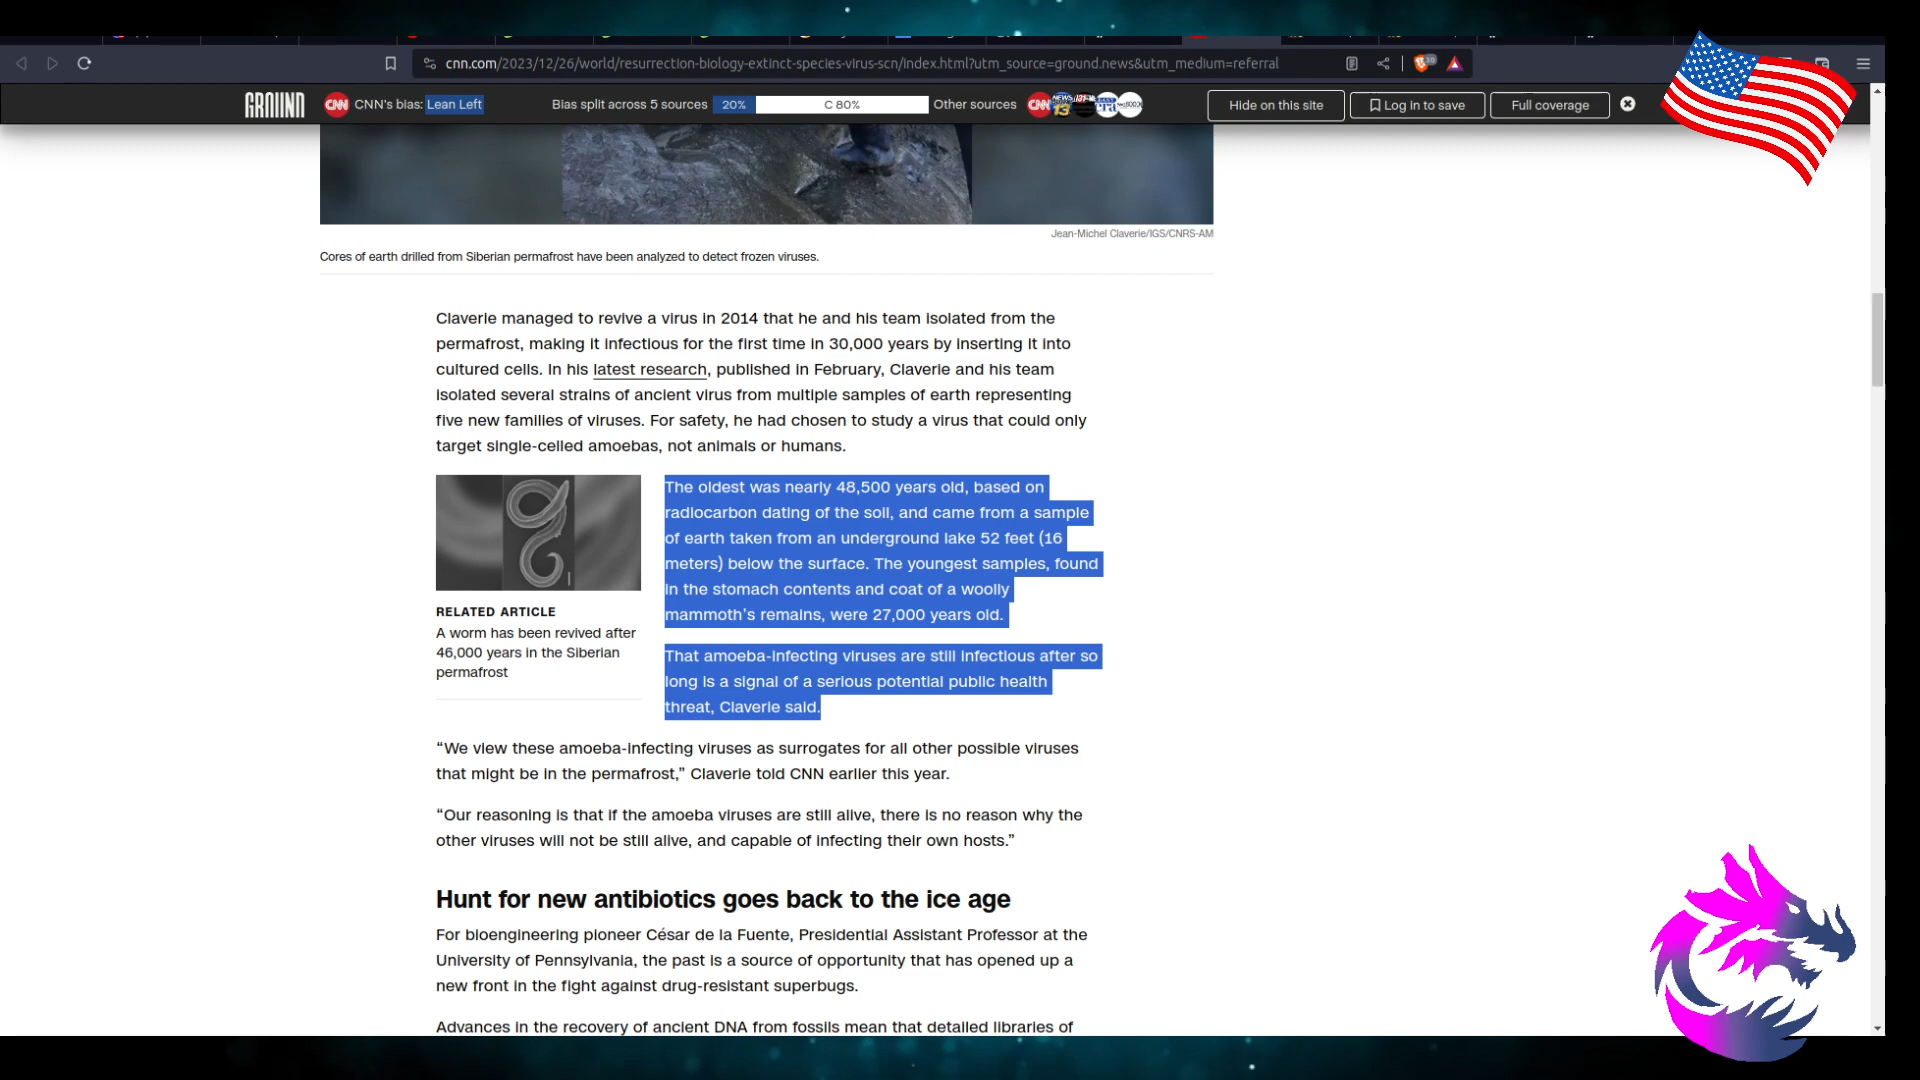 cnn.com/2023/12/26/world/resurrection-biology-extinct-species-virus-scn/index.html?utm_source=ground.news&utm_medium=referral
GROUND CNN CNN's bias: Lean Left Bias split across 5 sources 20% C 80% Other sources CNN Hide on this site Log in to save Full coverage
Jean-Michel Claverie/IGS/CNRS-AM
Cores of earth drilled from Siberian permafrost have been analyzed to detect frozen viruses.
Claverie managed to revive a virus in 2014 that he and his team isolated from the
permafrost, making it infectious for the first time in 30,000 years by inserting it into
cultured cells. In his latest research, published in February, Claverie and his team
isolated several strains of ancient virus from multiple samples of earth representing
five new families of viruses. For safety, he had chosen to study a virus that could only
target single-celled amoebas, not animals or humans.
RELATED ARTICLE
A worm has been revived after
46,000 years in the Siberian
permafrost
The oldest was nearly 48,500 years old, based on
radiocarbon dating of the soil, and came from a sample
of earth taken from an underground lake 52 feet (16
meters) below the surface. The youngest samples, found
in the stomach contents and coat of a woolly
mammoth's remains, were 27,000 years old.
That amoeba-infecting viruses are still infectious after so
long is a signal of a serious potential public health
threat, Claverie said.
“We view these amoeba-infecting viruses as surrogates for all other possible viruses
that might be in the permafrost,” Claverie told CNN earlier this year.
“Our reasoning is that if the amoeba viruses are still alive, there is no reason why the
other viruses will not be still alive, and capable of infecting their own hosts.”
Hunt for new antibiotics goes back to the ice age
For bioengineering pioneer César de la Fuente, Presidential Assistant Professor at the
University of Pennsylvania, the past is a source of opportunity that has opened up a
new front in the fight against drug-resistant superbugs.
Advances in the recovery of ancient DNA from fossils mean that detailed libraries of